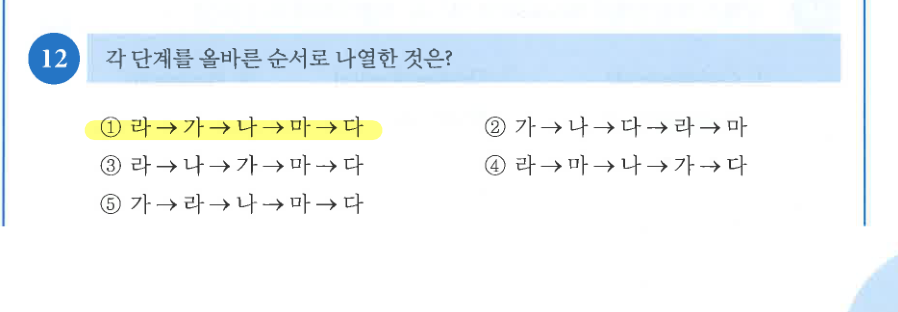 12 각 단계를 올바른 순서로 나열한 것은?
① 라→가→나→마→다 ② 가→나→다→라→마
③ 라→나→가→마→다 ④ 라→마→나→가→다
⑤ 가→라→나→마→다